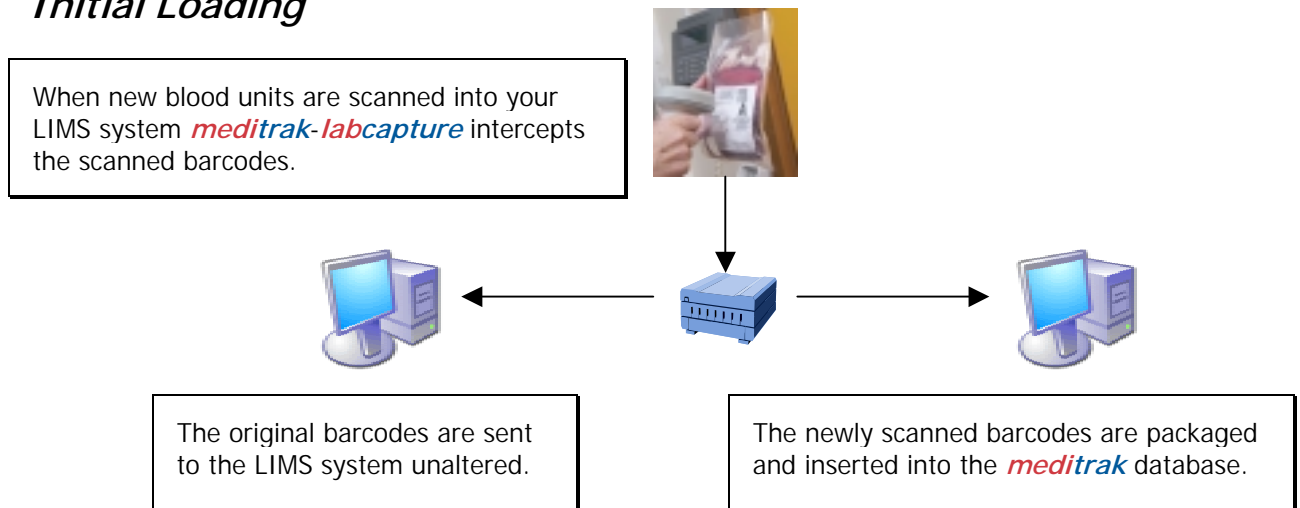 Initial Loading
When new blood units are scanned into your
LIMS system meditrak-labcapture intercepts
the scanned barcodes.
The original barcodes are sent
to the LIMS system unaltered.
The newly scanned barcodes are packaged
and inserted into the meditrak database.